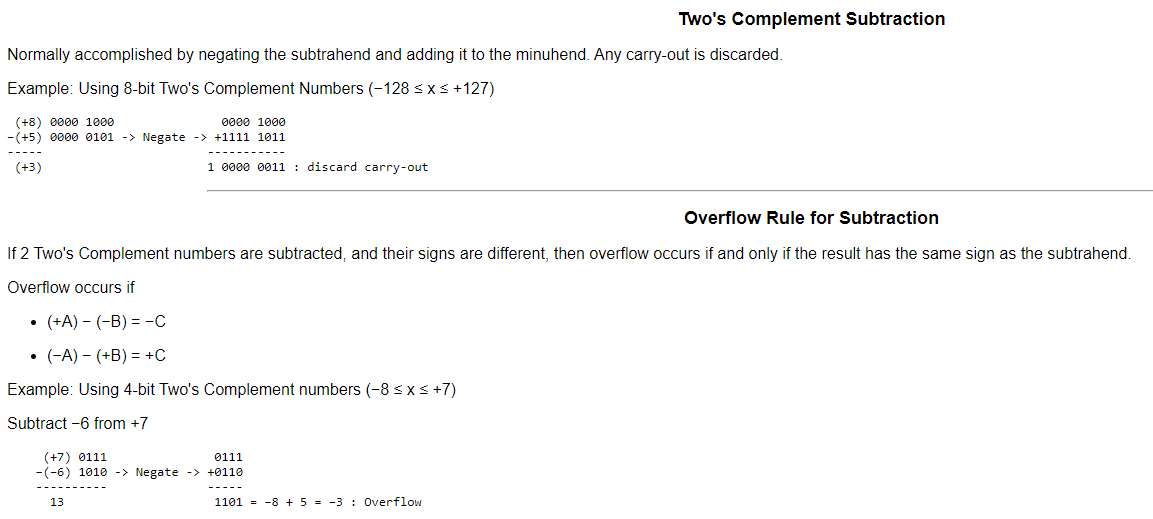 Two's Complement Subtraction
Normally accomplished by negating the subtrahend and adding it to the minuhend. Any carry-out is discarded.
Example: Using 8-bit Two's Complement Numbers (−128 ≤ x ≤ +127)
(+8) 0000 1000 0000 1000
-(+5) 0000 0101 -> Negate -> +1111 1011
----- -----------
(+3) 1 0000 0011 : discard carry-out
Overflow Rule for Subtraction
If 2 Two's Complement numbers are subtracted, and their signs are different, then overflow occurs if and only if the result has the same sign as the subtrahend.
Overflow occurs if
• (+A) − (−B) = −C
• (−A) − (+B) = +C
Example: Using 4-bit Two's Complement numbers (−8 ≤ x ≤ +7)
Subtract −6 from +7
(+7) 0111 0111
-(-6) 1010 -> Negate -> +0110
---------- -----
13 1101 = -8 + 5 = -3 : Overflow